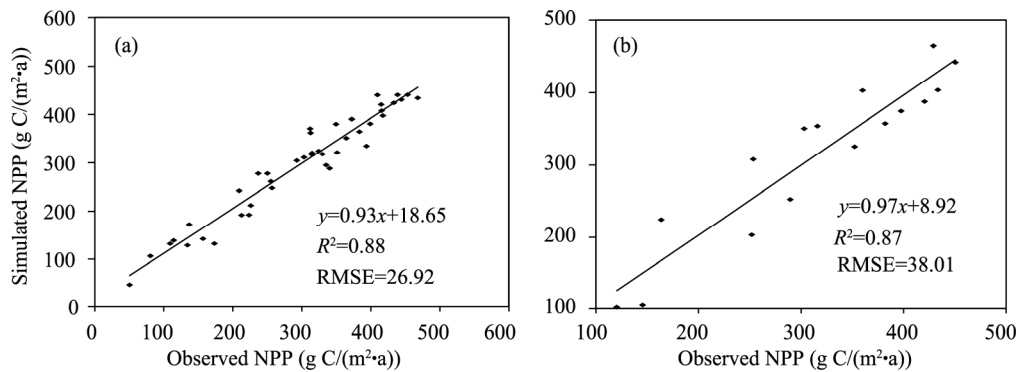 Simulated NPP (g C/(m²•a))
600
500
400
300
200
100
0
(a)
y=0.93x+18.65
R²=0.88
RMSE=26.92
0 100 200 300 400 500 600
Observed NPP (g C/(m²•a))
500
400
300
200
100
(b)
y=0.97x+8.92
R²=0.87
RMSE=38.01
100 200 300 400 500
Observed NPP (g C/(m²•a))